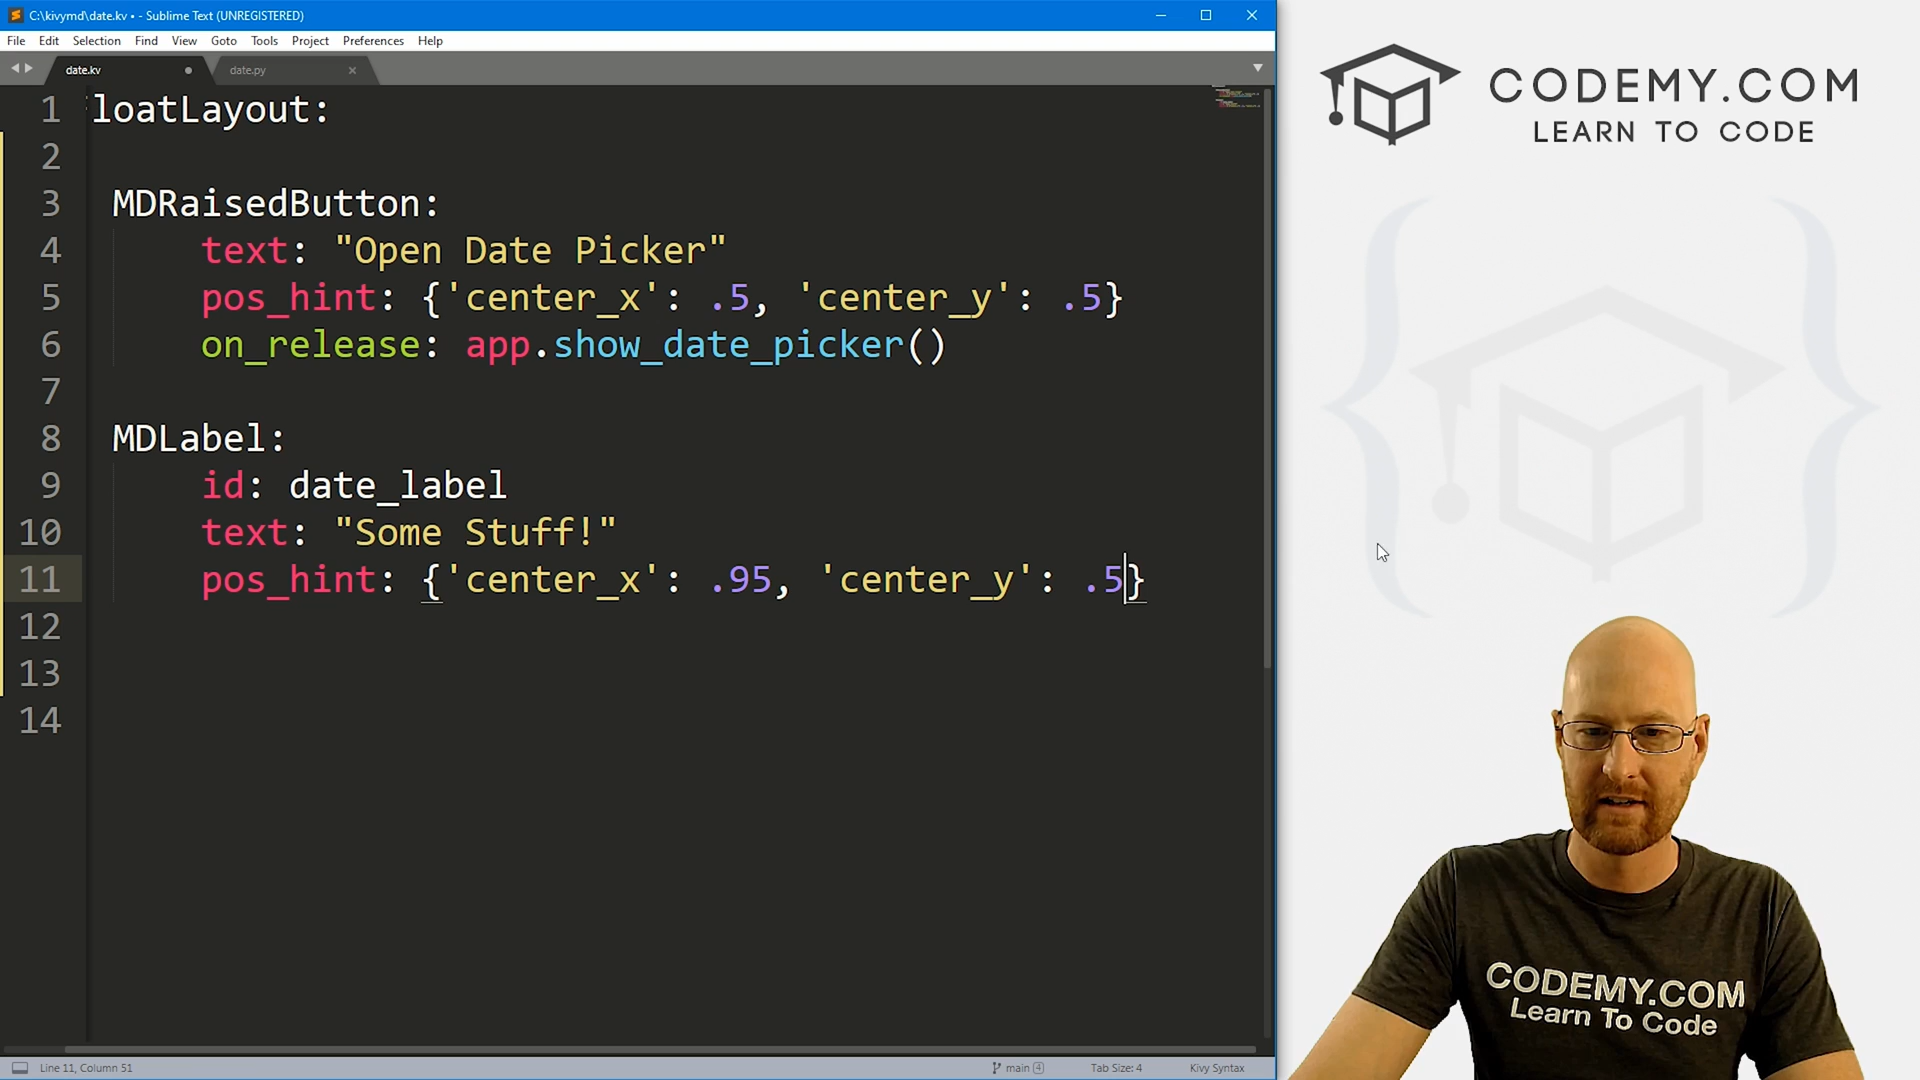 C:\kivymd\date.kv • - Sublime Text (UNREGISTERED)
File Edit Selection Find View Goto Tools Project Preferences Help
date.kv
date.py
1 loatLayout:
2
3 MDRaisedButton:
4 text: "Open Date Picker"
5 pos_hint: {'center_x': .5, 'center_y': .5}
6 on_release: app.show_date_picker()
7
8 MDLabel:
9 id: date_label
10 text: "Some Stuff!"
11 pos_hint: {'center_x': .95, 'center_y': .5}
12
13
14
Line 11, Column 51
main 4
Tab Size: 4
Kivy Syntax
CODEMY.COM
LEARN TO CODE
CODEMY.COM
Learn To Code